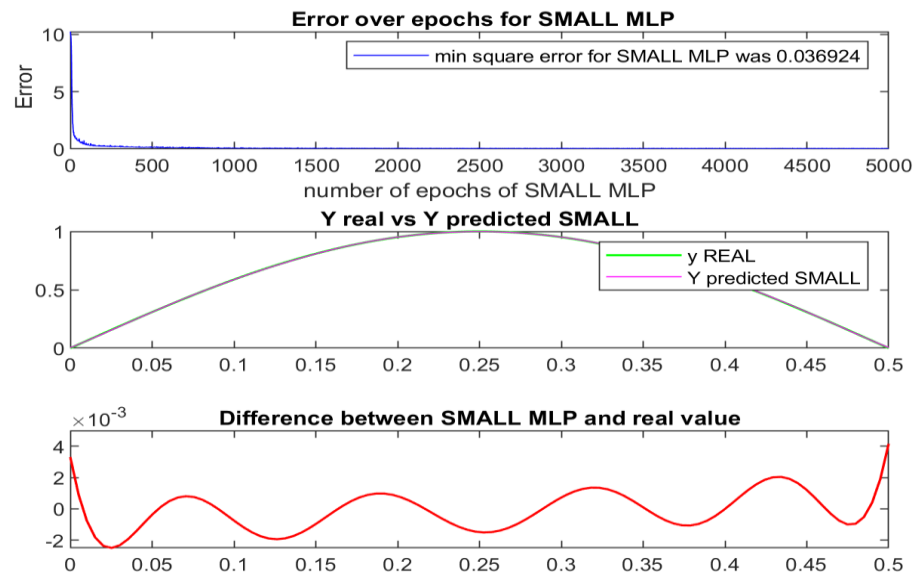 Error over epochs for SMALL MLP
10
5
0
Error
min square error for SMALL MLP was 0.036924
0 500 1000 1500 2000 2500 3000 3500 4000 4500 5000
number of epochs of SMALL MLP
Y real vs Y predicted SMALL
1
0.5
0
y REAL
Y predicted SMALL
0 0.05 0.1 0.15 0.2 0.25 0.3 0.35 0.4 0.45 0.5
Difference between SMALL MLP and real value
×10-3
4
2
0
-2
0 0.05 0.1 0.15 0.2 0.25 0.3 0.35 0.4 0.45 0.5